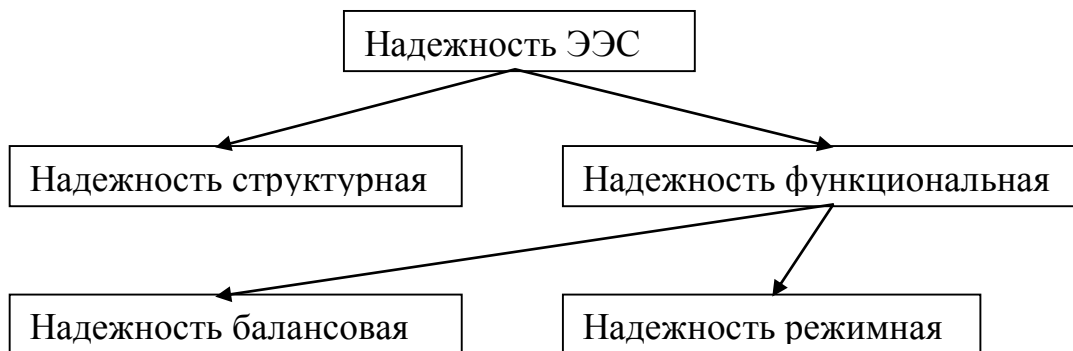 Надежность ЭЭС
Надежность структурная
Надежность функциональная
Надежность балансовая
Надежность режимная